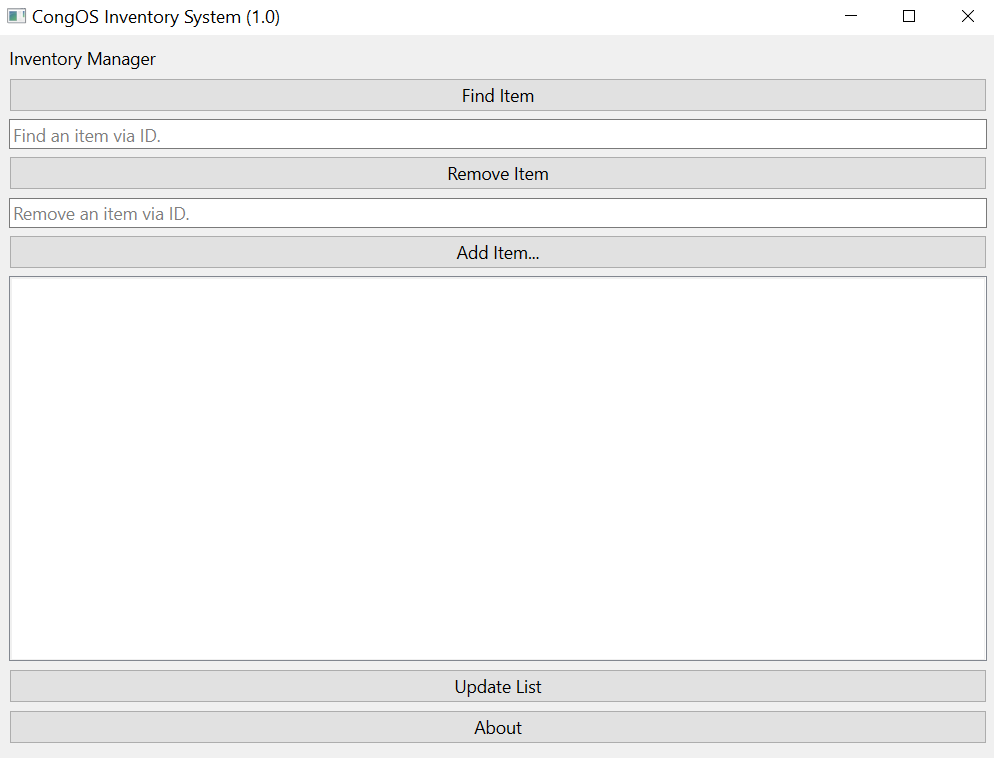 CongOS Inventory System (1.0)
Inventory Manager
Find Item
Find an item via ID.
Remove Item
Remove an item via ID.
Add Item...
Update List
About